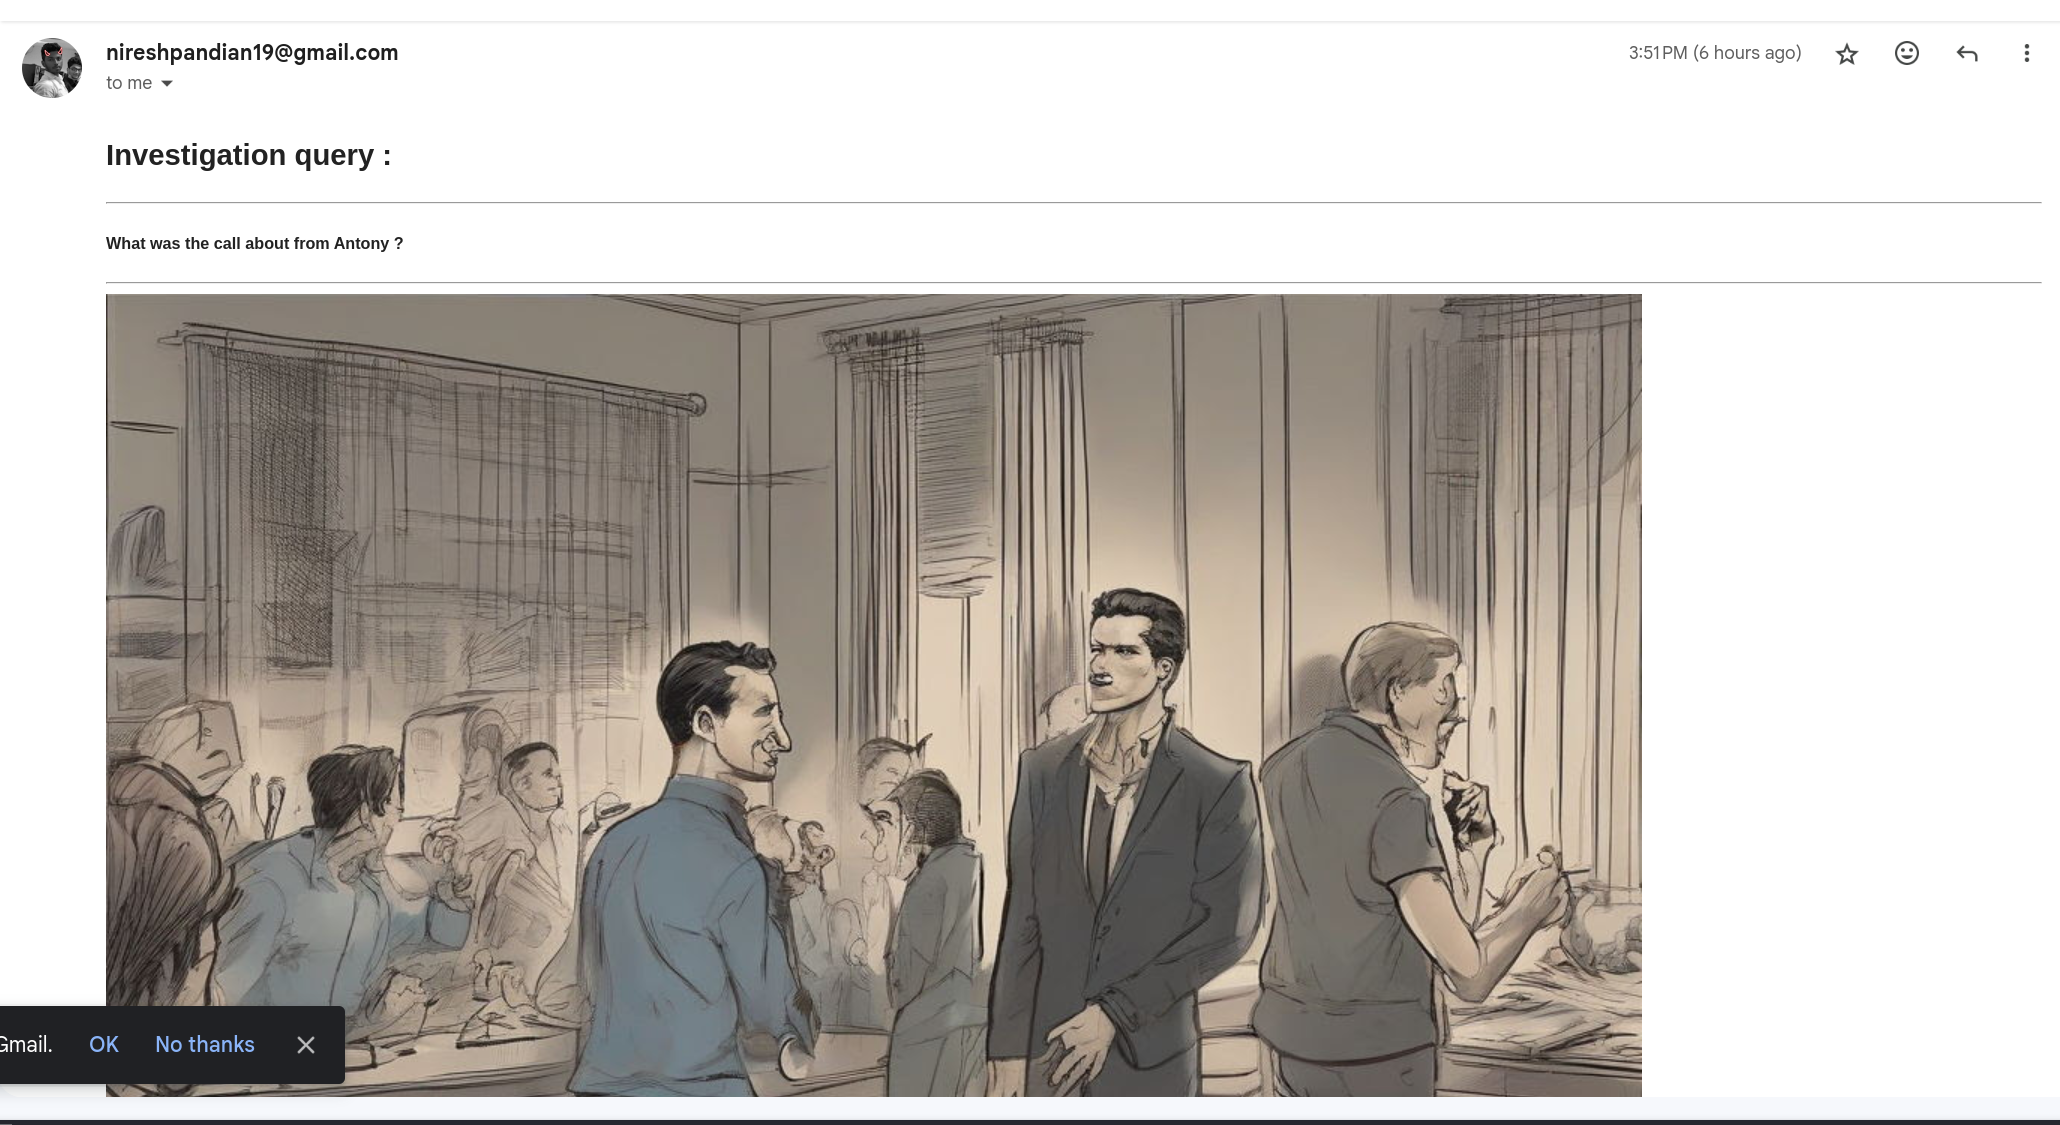 nireshpandian19@gmail.com
3:51 PM (6 hours ago)
to me
Investigation query :
What was the call about from Antony ?
Gmail. OK No thanks